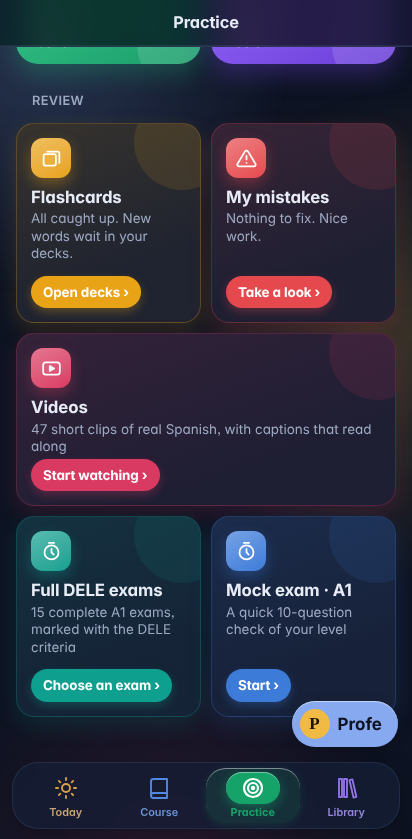 Practice
REVIEW
Flashcards
All caught up. New
words wait in your
decks.
Open decks ›
My mistakes
Nothing to fix. Nice
work.
Take a look ›
Videos
47 short clips of real Spanish, with captions that read
along
Start watching ›
Full DELE exams
15 complete A1 exams,
marked with the DELE
criteria
Choose an exam ›
Mock exam · A1
A quick 10-question
check of your level
Start ›
P Profe
Today
Course
Practice
Library